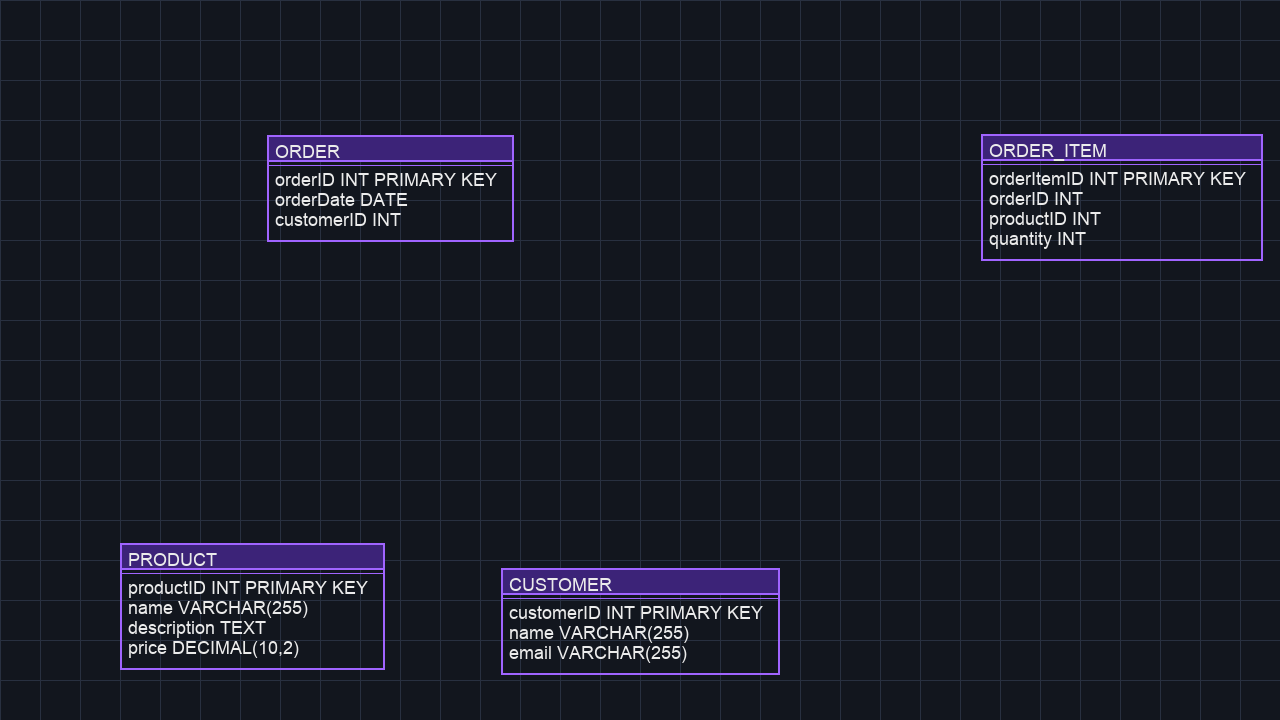 ORDER
orderID INT PRIMARY KEY
orderDate DATE
customerID INT
ORDER_ITEM
orderItemID INT PRIMARY KEY
orderID INT
productID INT
quantity INT
PRODUCT
productID INT PRIMARY KEY
name VARCHAR(255)
description TEXT
price DECIMAL(10,2)
CUSTOMER
customerID INT PRIMARY KEY
name VARCHAR(255)
email VARCHAR(255)